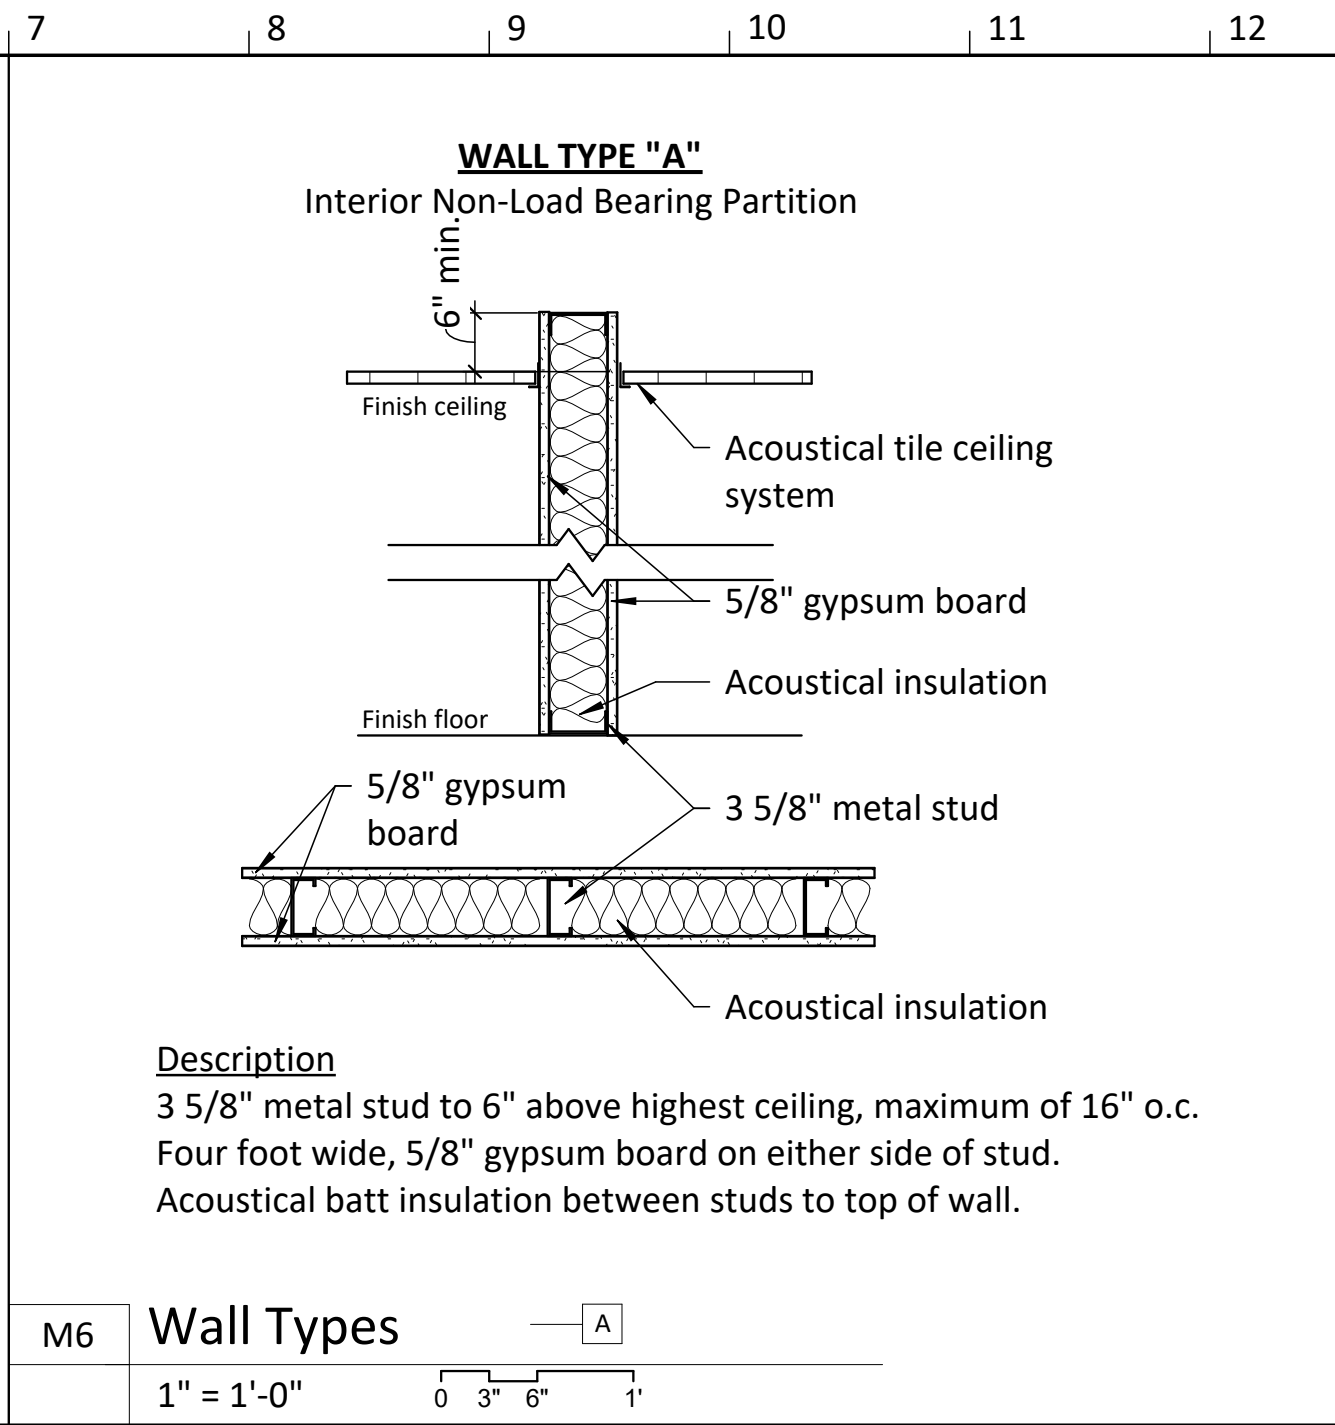 7 8 9 10 11 12
WALL TYPE "A"
Interior Non-Load Bearing Partition
6" min.
Finish ceiling
Acoustical tile ceiling
system
5/8" gypsum board
Acoustical insulation
Finish floor
5/8" gypsum
board
3 5/8" metal stud
Acoustical insulation
Description
3 5/8" metal stud to 6" above highest ceiling, maximum of 16" o.c.
Four foot wide, 5/8" gypsum board on either side of stud.
Acoustical batt insulation between studs to top of wall.
M6 Wall Types A
1" = 1'-0" 0 3" 6" 1'